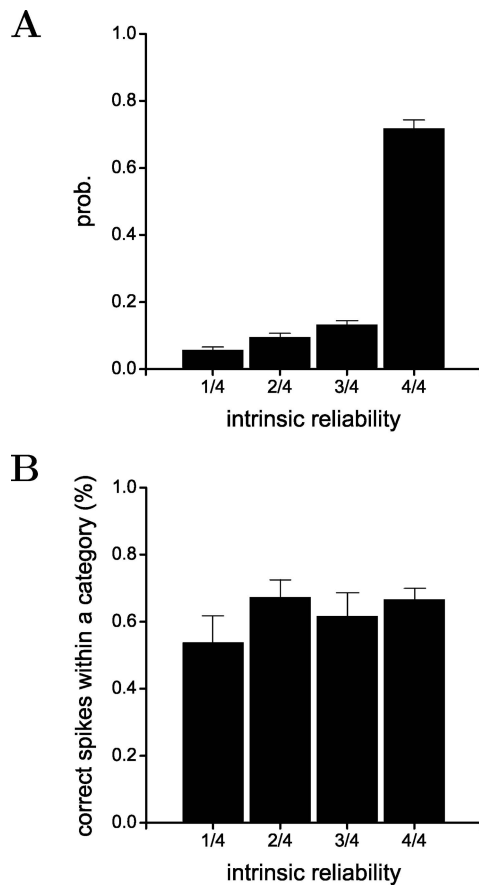 A
1.0
0.8
0.6
0.4
0.2
0.0
prob.
1/4 2/4 3/4 4/4
intrinsic reliability
B
1.0
0.8
0.6
0.4
0.2
0.0
correct spikes within a category (%)
1/4 2/4 3/4 4/4
intrinsic reliability